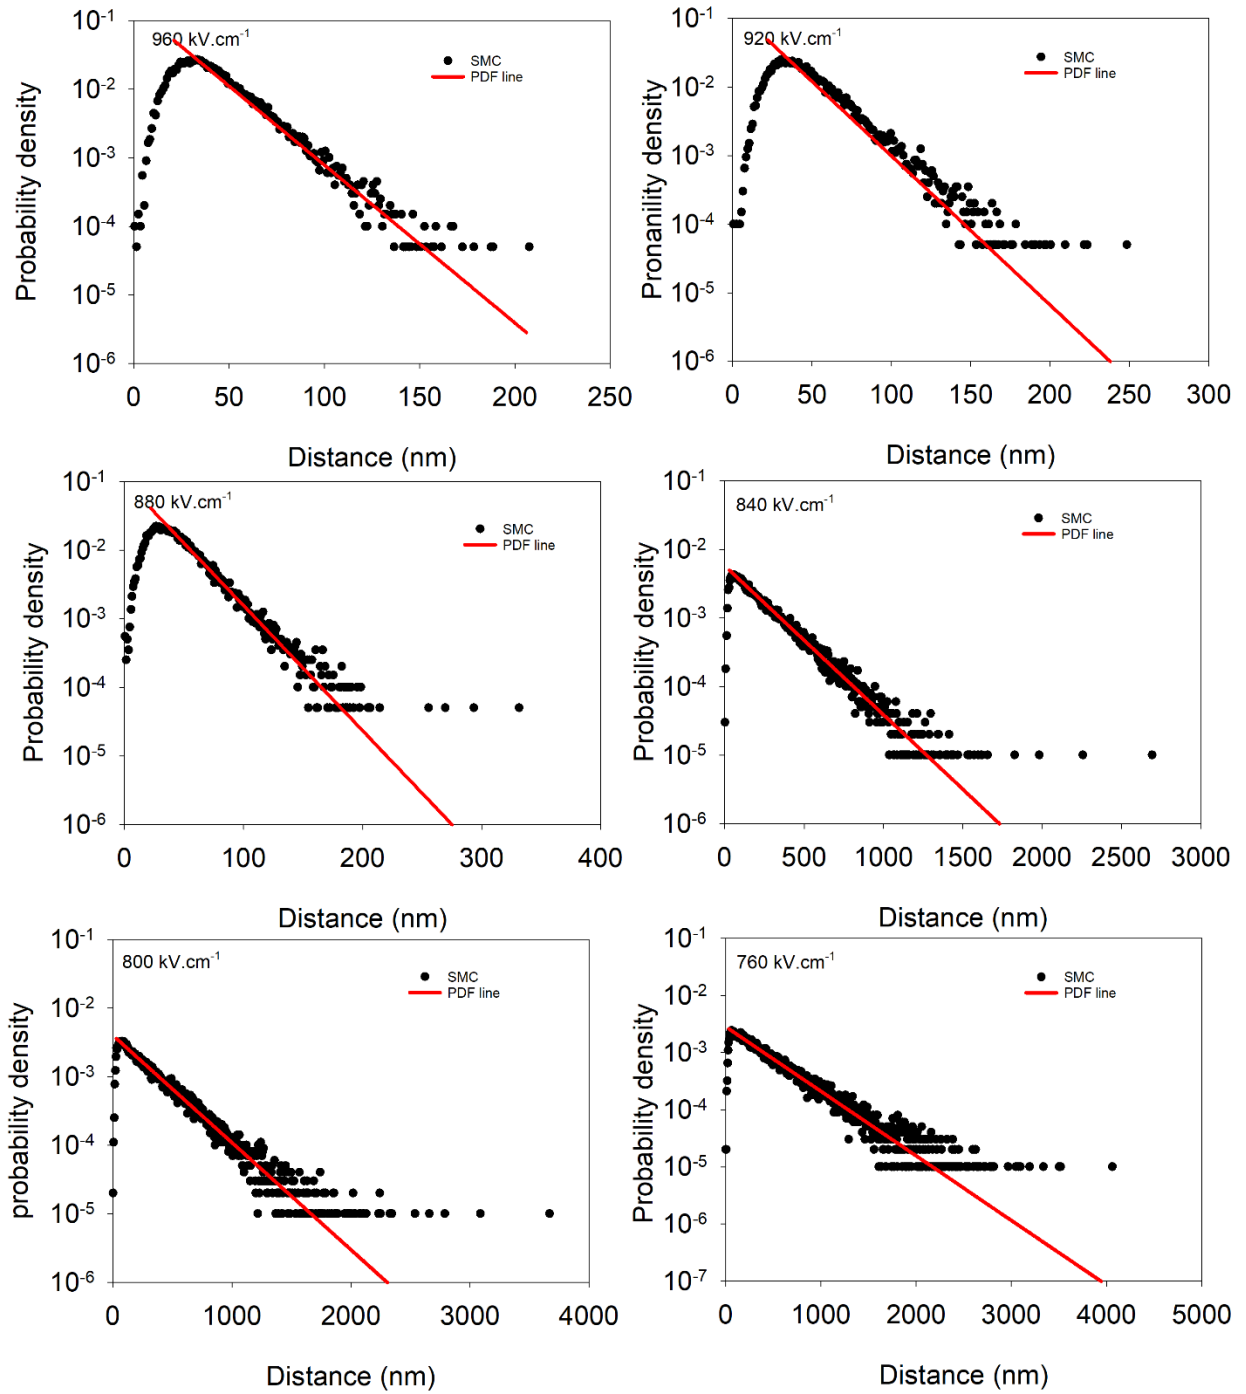 10-1
10-2
10-3
10-4
10-5
10-6
Probability density
960 kV.cm-1
SMC
PDF line
0 50 100 150 200 250
Distance (nm)
10-1
10-2
10-3
10-4
10-5
10-6
Pronanility density
920 kV.cm-1
SMC
PDF line
0 50 100 150 200 250 300
Distance (nm)
10-1
10-2
10-3
10-4
10-5
10-6
Probability density
880 kV.cm-1
SMC
PDF line
0 100 200 300 400
Distance (nm)
10-1
10-2
10-3
10-4
10-5
10-6
Probability density
840 kV.cm-1
SMC
PDF line
0 500 1000 1500 2000 2500 3000
Distance (nm)
10-1
10-2
10-3
10-4
10-5
10-6
probability density
800 kV.cm-1
SMC
PDF line
0 1000 2000 3000 4000
Distance (nm)
10-1
10-2
10-3
10-4
10-5
10-6
10-7
Probability density
760 kV.cm-1
SMC
PDF line
0 1000 2000 3000 4000 5000
Distance (nm)